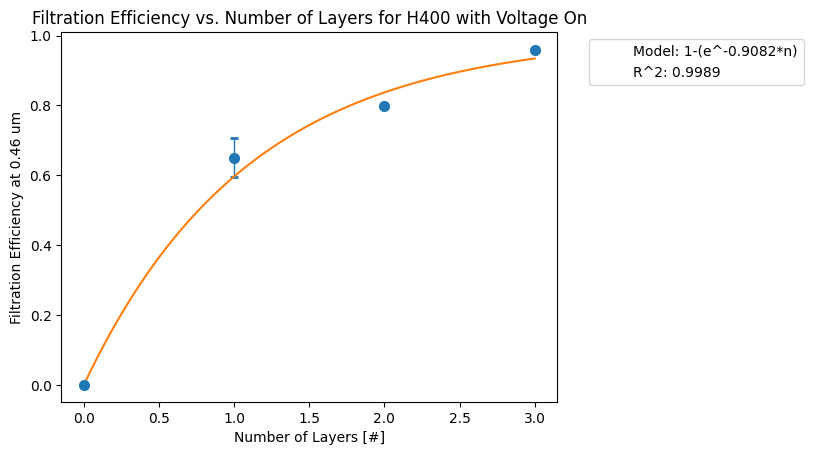 Filtration Efficiency vs. Number of Layers for H400 with Voltage On
Model: 1-(e^-0.9082*n)
R^2: 0.9989
Filtration Efficiency at 0.46 um
1.0
0.8
0.6
0.4
0.2
0.0
0.0 0.5 1.0 1.5 2.0 2.5 3.0
Number of Layers [#]